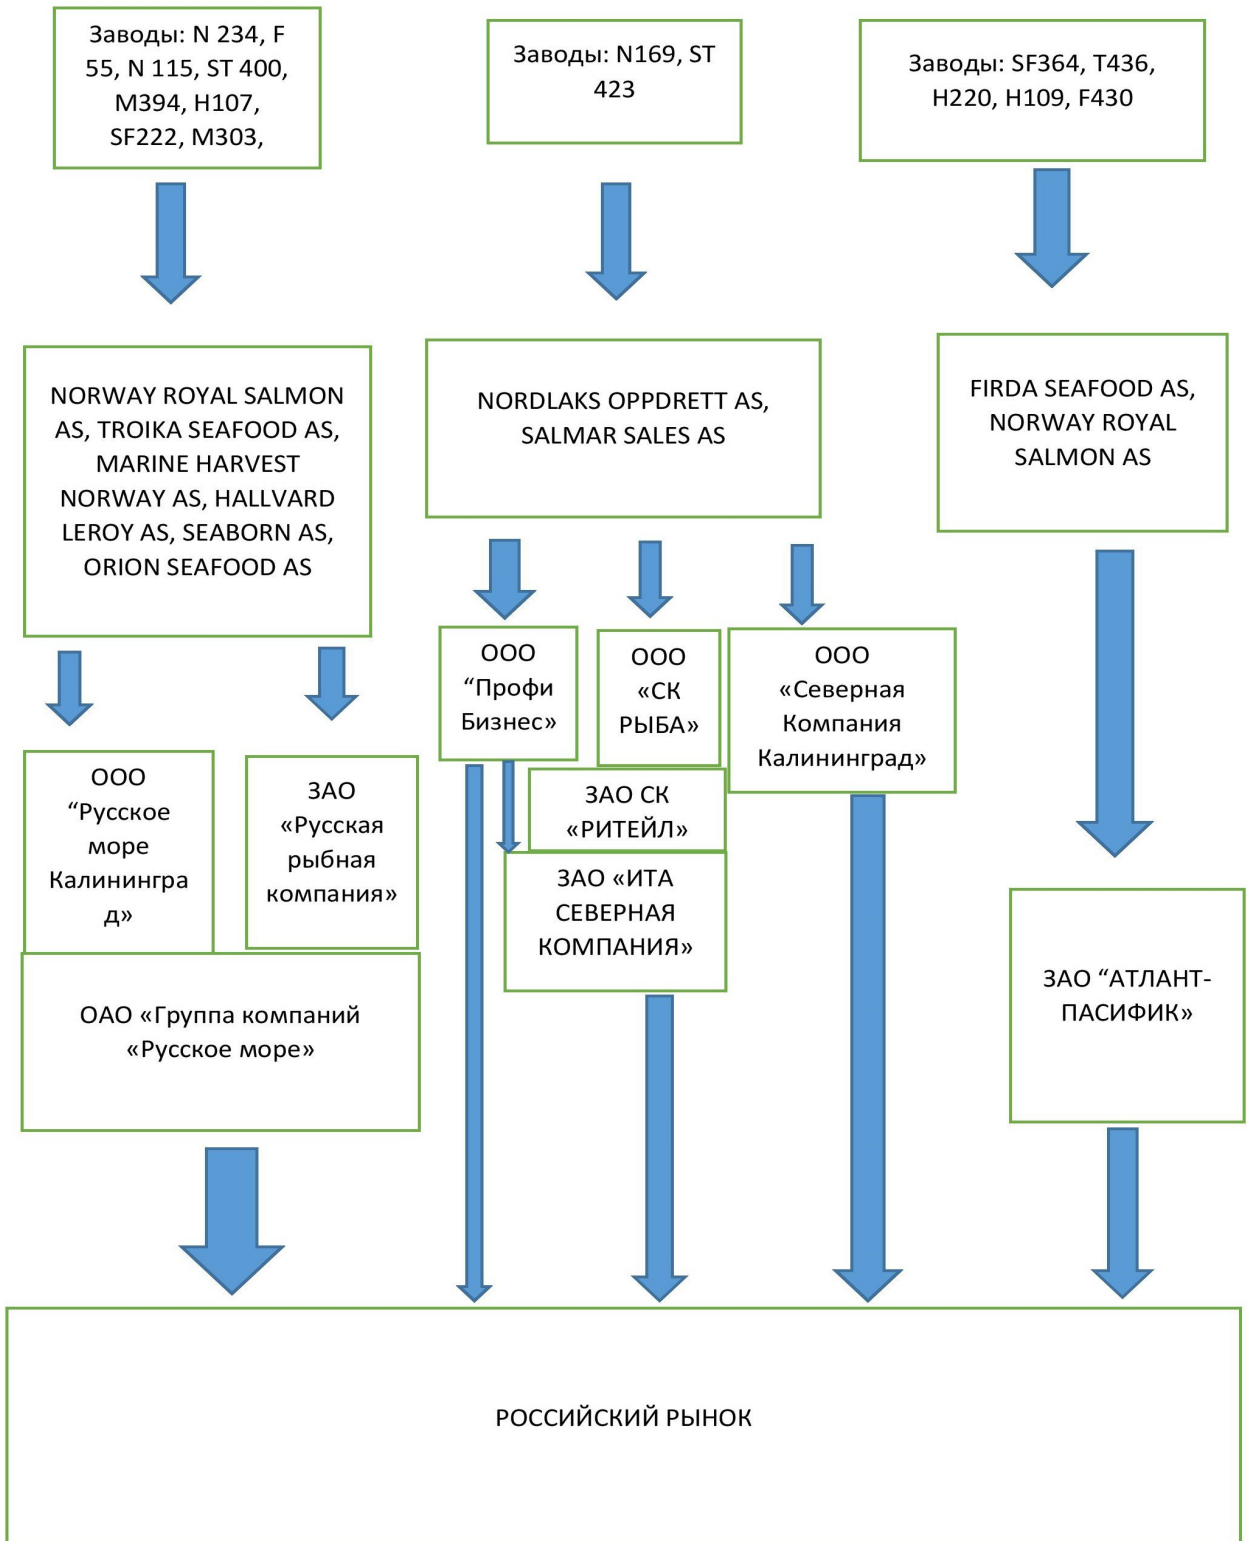 Заводы: N 234, F
55, N 115, ST 400,
M394, H107,
SF222, M303,
Заводы: N169, ST
423
Заводы: SF364, T436,
H220, H109, F430
NORWAY ROYAL SALMON
AS, TROIKA SEAFOOD AS,
MARINE HARVEST
NORWAY AS, HALLVARD
LEROY AS, SEABORN AS,
ORION SEAFOOD AS
NORDLAKS OPPDRETT AS,
SALMAR SALES AS
FIRDA SEAFOOD AS,
NORWAY ROYAL
SALMON AS
ООО
“Профи
Бизнес»
ООО
«СК
РЫБА»
ООО
«Северная
Компания
Калининград»
ООО
“Русское
море
Калинингра
д»
ЗАО
«Русская
рыбная
компания»
ЗАО СК
«РИТЕЙЛ»
ЗАО «ИТА
СЕВЕРНАЯ
КОМПАНИЯ»
ОАО «Группа компаний
«Русское море»
ЗАО “АТЛАНТ-
ПАСИФИК»
РОССИЙСКИЙ РЫНОК